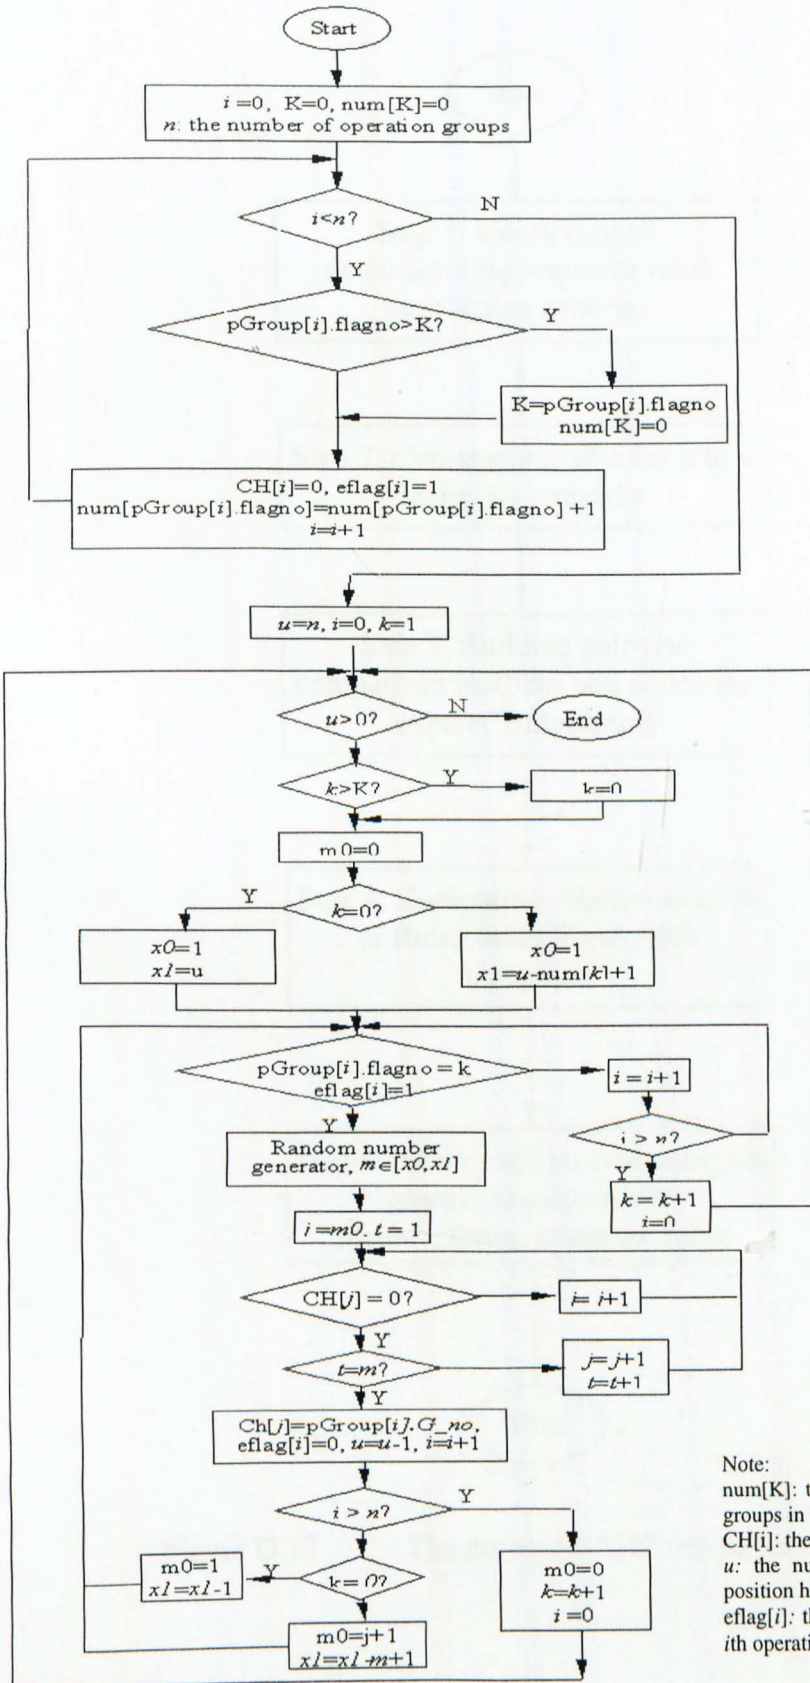 Start
i=0, K=0, num[K]=0
n: the number of operation groups
i<n?
N
Y
pGroup[i].flagno>K?
Y
K=pGroup[i].flagno
num[K]=0
CH[i]=0, eflag[i]=1
num[pGroup[i].flagno]=num[pGroup[i].flagno]+1
i=i+1
u=n, i=0, k=1
u>0?
N
End
k>K?
Y
k=0
m0=0
Y
k=0?
x0=1
x1=u
x0=1
x1=u-num[k]+1
pGroup[i].flagno = k
eflag[i]=1
i=i+1
Y
Random number
generator, m∈[x0,x1]
i > n?
Y
k = k+1
i=0
j=m0, t = 1
CH[j] = 0?
j= j+1
Y
t=m?
j=j+1
t=t+1
Y
Ch[j]=pGroup[i].G_no,
eflag[i]=0, u=u-1, i=i+1
i > n?
Y
m0=1
x1=x1-1
Y
k=0?
m0=0
k=k+1
i=0
m0=j+1
x1=x1-m+1
Note:
num[K]:
groups in
CH[i]: the
u: the
position
eflag[i]:
ith